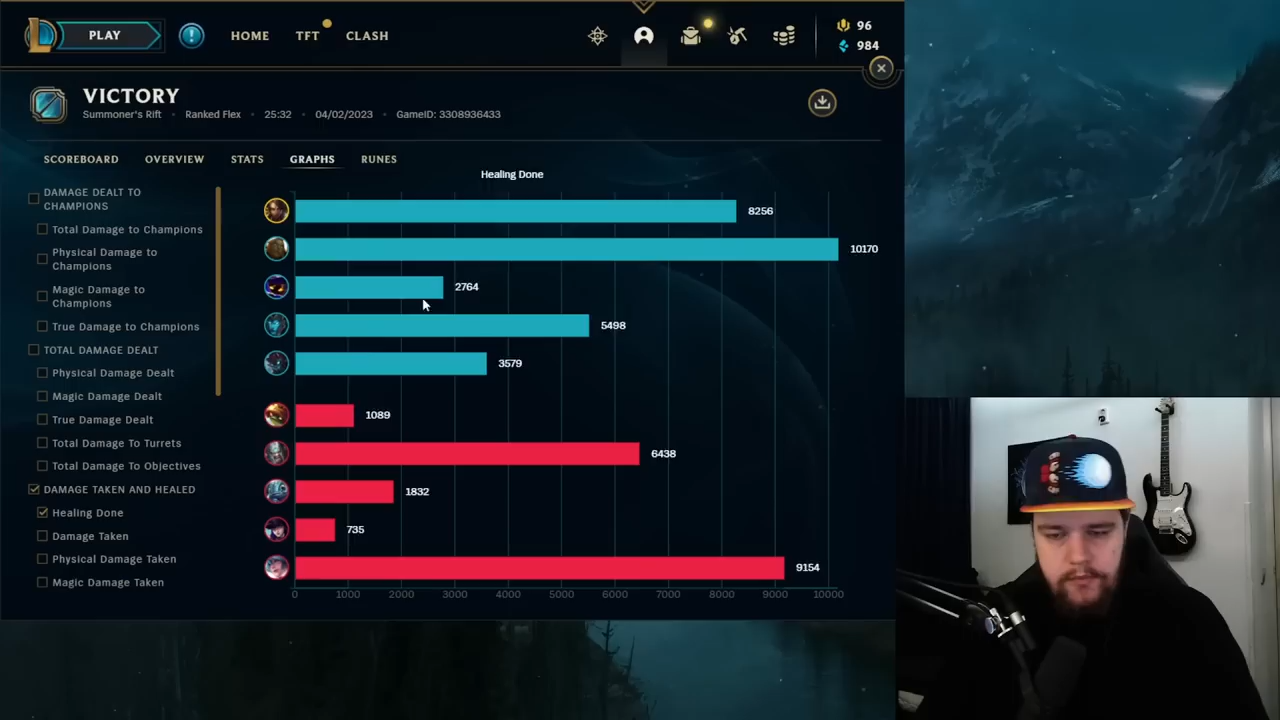 PLAY
HOME
TFT
CLASH
96
984
VICTORY
Summoner's Rift • Ranked Flex • 25:32 • 04/02/2023 • GameID: 3308936433
SCOREBOARD
OVERVIEW
STATS
GRAPHS
RUNES
DAMAGE DEALT TO
CHAMPIONS
Total Damage to Champions
Physical Damage to
Champions
Magic Damage to
Champions
True Damage to Champions
TOTAL DAMAGE DEALT
Physical Damage Dealt
Magic Damage Dealt
True Damage Dealt
Total Damage To Turrets
Total Damage To Objectives
DAMAGE TAKEN AND HEALED
Healing Done
Damage Taken
Physical Damage Taken
Magic Damage Taken
Healing Done
8256
10170
2764
5498
3579
1089
6438
1832
735
9154
0 1000 2000 3000 4000 5000 6000 7000 8000 9000 10000